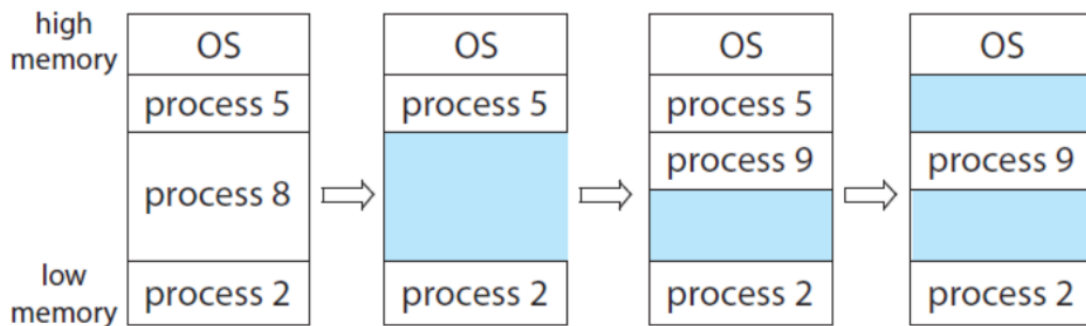 high
memory
OS
OS
OS
OS
process 5
process 5
process 5
process 9
process 9
process 8
low
memory
process 2
process 2
process 2
process 2